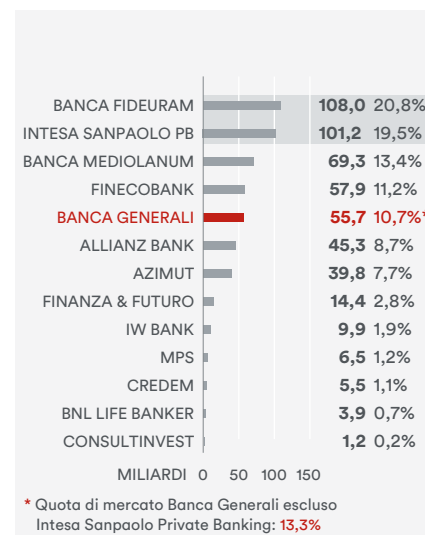 BANCA FIDEURAM 108,0 20,8%
INTESA SANPAOLO PB 101,2 19,5%
BANCA MEDIOLANUM 69,3 13,4%
FINECOBANK 57,9 11,2%
BANCA GENERALI 55,7 10,7%*
ALLIANZ BANK 45,3 8,7%
AZIMUT 39,8 7,7%
FINANZA & FUTURO 14,4 2,8%
IW BANK 9,9 1,9%
MPS 6,5 1,2%
CREDEM 5,5 1,1%
BNL LIFE BANKER 3,9 0,7%
CONSULTINVEST 1,2 0,2%
MILIARDI 0 50 100 150
* Quota di mercato Banca Generali escluso
Intesa Sanpaolo Private Banking: 13,3%